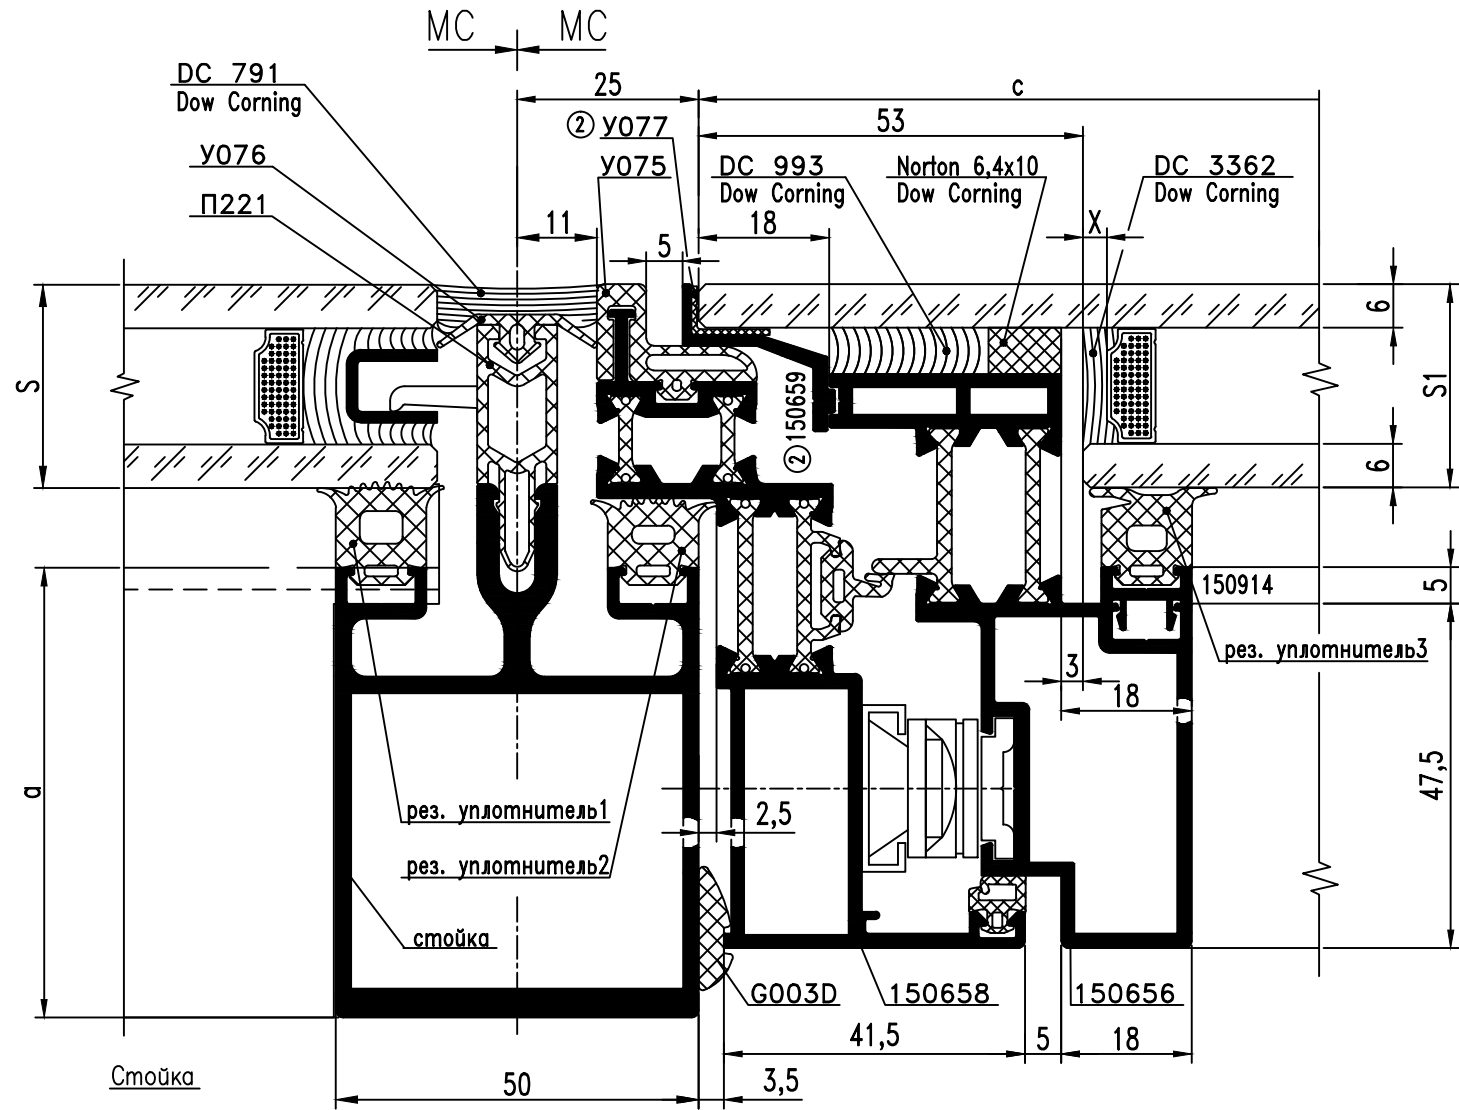 МС МС
DC 791
Dow Corning
25
c
② У077
53
У076
У075
DC 993
Dow Corning
Norton 6,4x10
Dow Corning
DC 3362
Dow Corning
П221
11
18
X
5
6
S
②150659
S1
6
150914
5
рез. уплотнитель3
3
18
a
47,5
рез. уплотнитель1
2,5
рез. уплотнитель2
стойка
G003D
150658
150656
41,5
5
18
Стойка
50
3,5